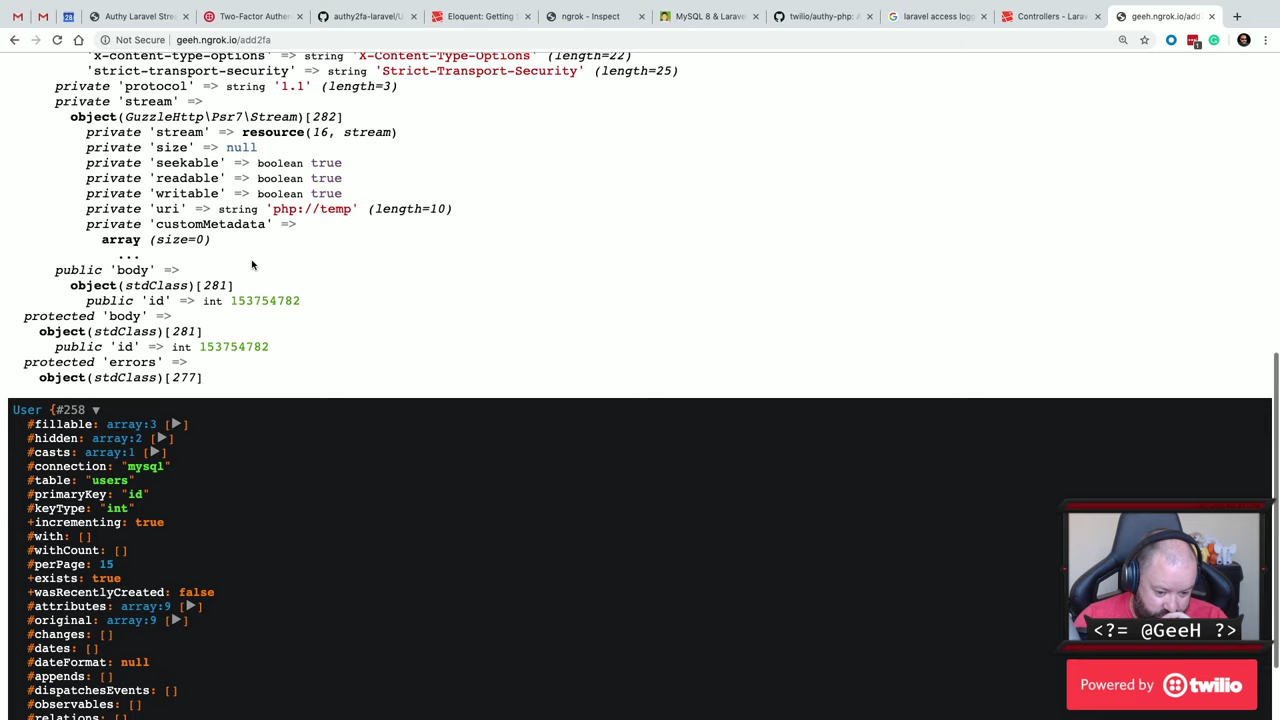 Authy Laravel Stre
Two-Factor Authen
authy2fa-laravel/U
Eloquent: Getting S
ngrok - Inspect
MySQL 8 & Laravel
twilio/authy-php: A
laravel access logg
Controllers - Larav
geeh.ngrok.io/add
Not Secure
geeh.ngrok.io/add2fa
'x-content-type-options' => string 'X-Content-Type-Options' (length=22)
'strict-transport-security' => string 'Strict-Transport-Security' (length=25)
private 'protocol' => string '1.1' (length=3)
private 'stream' =>
object(GuzzleHttp\Psr7\Stream)[282]
private 'stream' => resource(16, stream)
private 'size' => null
private 'seekable' => boolean true
private 'readable' => boolean true
private 'writable' => boolean true
private 'uri' => string 'php://temp' (length=10)
private 'customMetadata' =>
array (size=0)
...
public 'body' =>
object(stdClass)[281]
public 'id' => int 153754782
protected 'body' =>
object(stdClass)[281]
public 'id' => int 153754782
protected 'errors' =>
object(stdClass)[277]
User {#258 ▼
#fillable: array:3 [▶]
#hidden: array:2 [▶]
#casts: array:1 [▶]
#connection: "mysql"
#table: "users"
#primaryKey: "id"
#keyType: "int"
+incrementing: true
#with: []
#withCount: []
#perPage: 15
+exists: true
+wasRecentlyCreated: false
#attributes: array:9 [▶]
#original: array:9 [▶]
#changes: []
#dates: []
#dateFormat: null
#appends: []
#dispatchesEvents: []
#observables: []
#relations: []
<?= @GeeH ?>
Powered by twilio